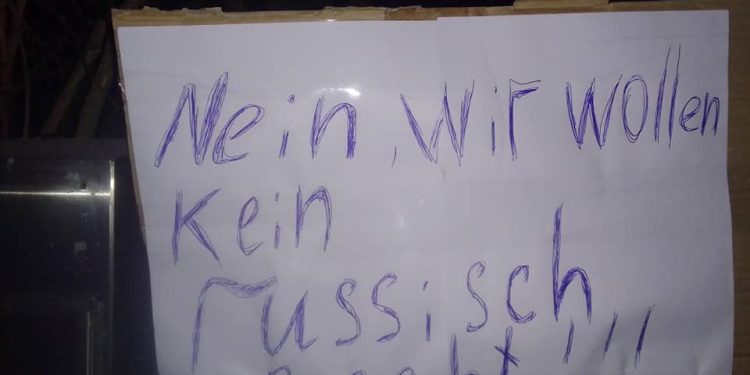 Nein, wir wollen
kein
russisch